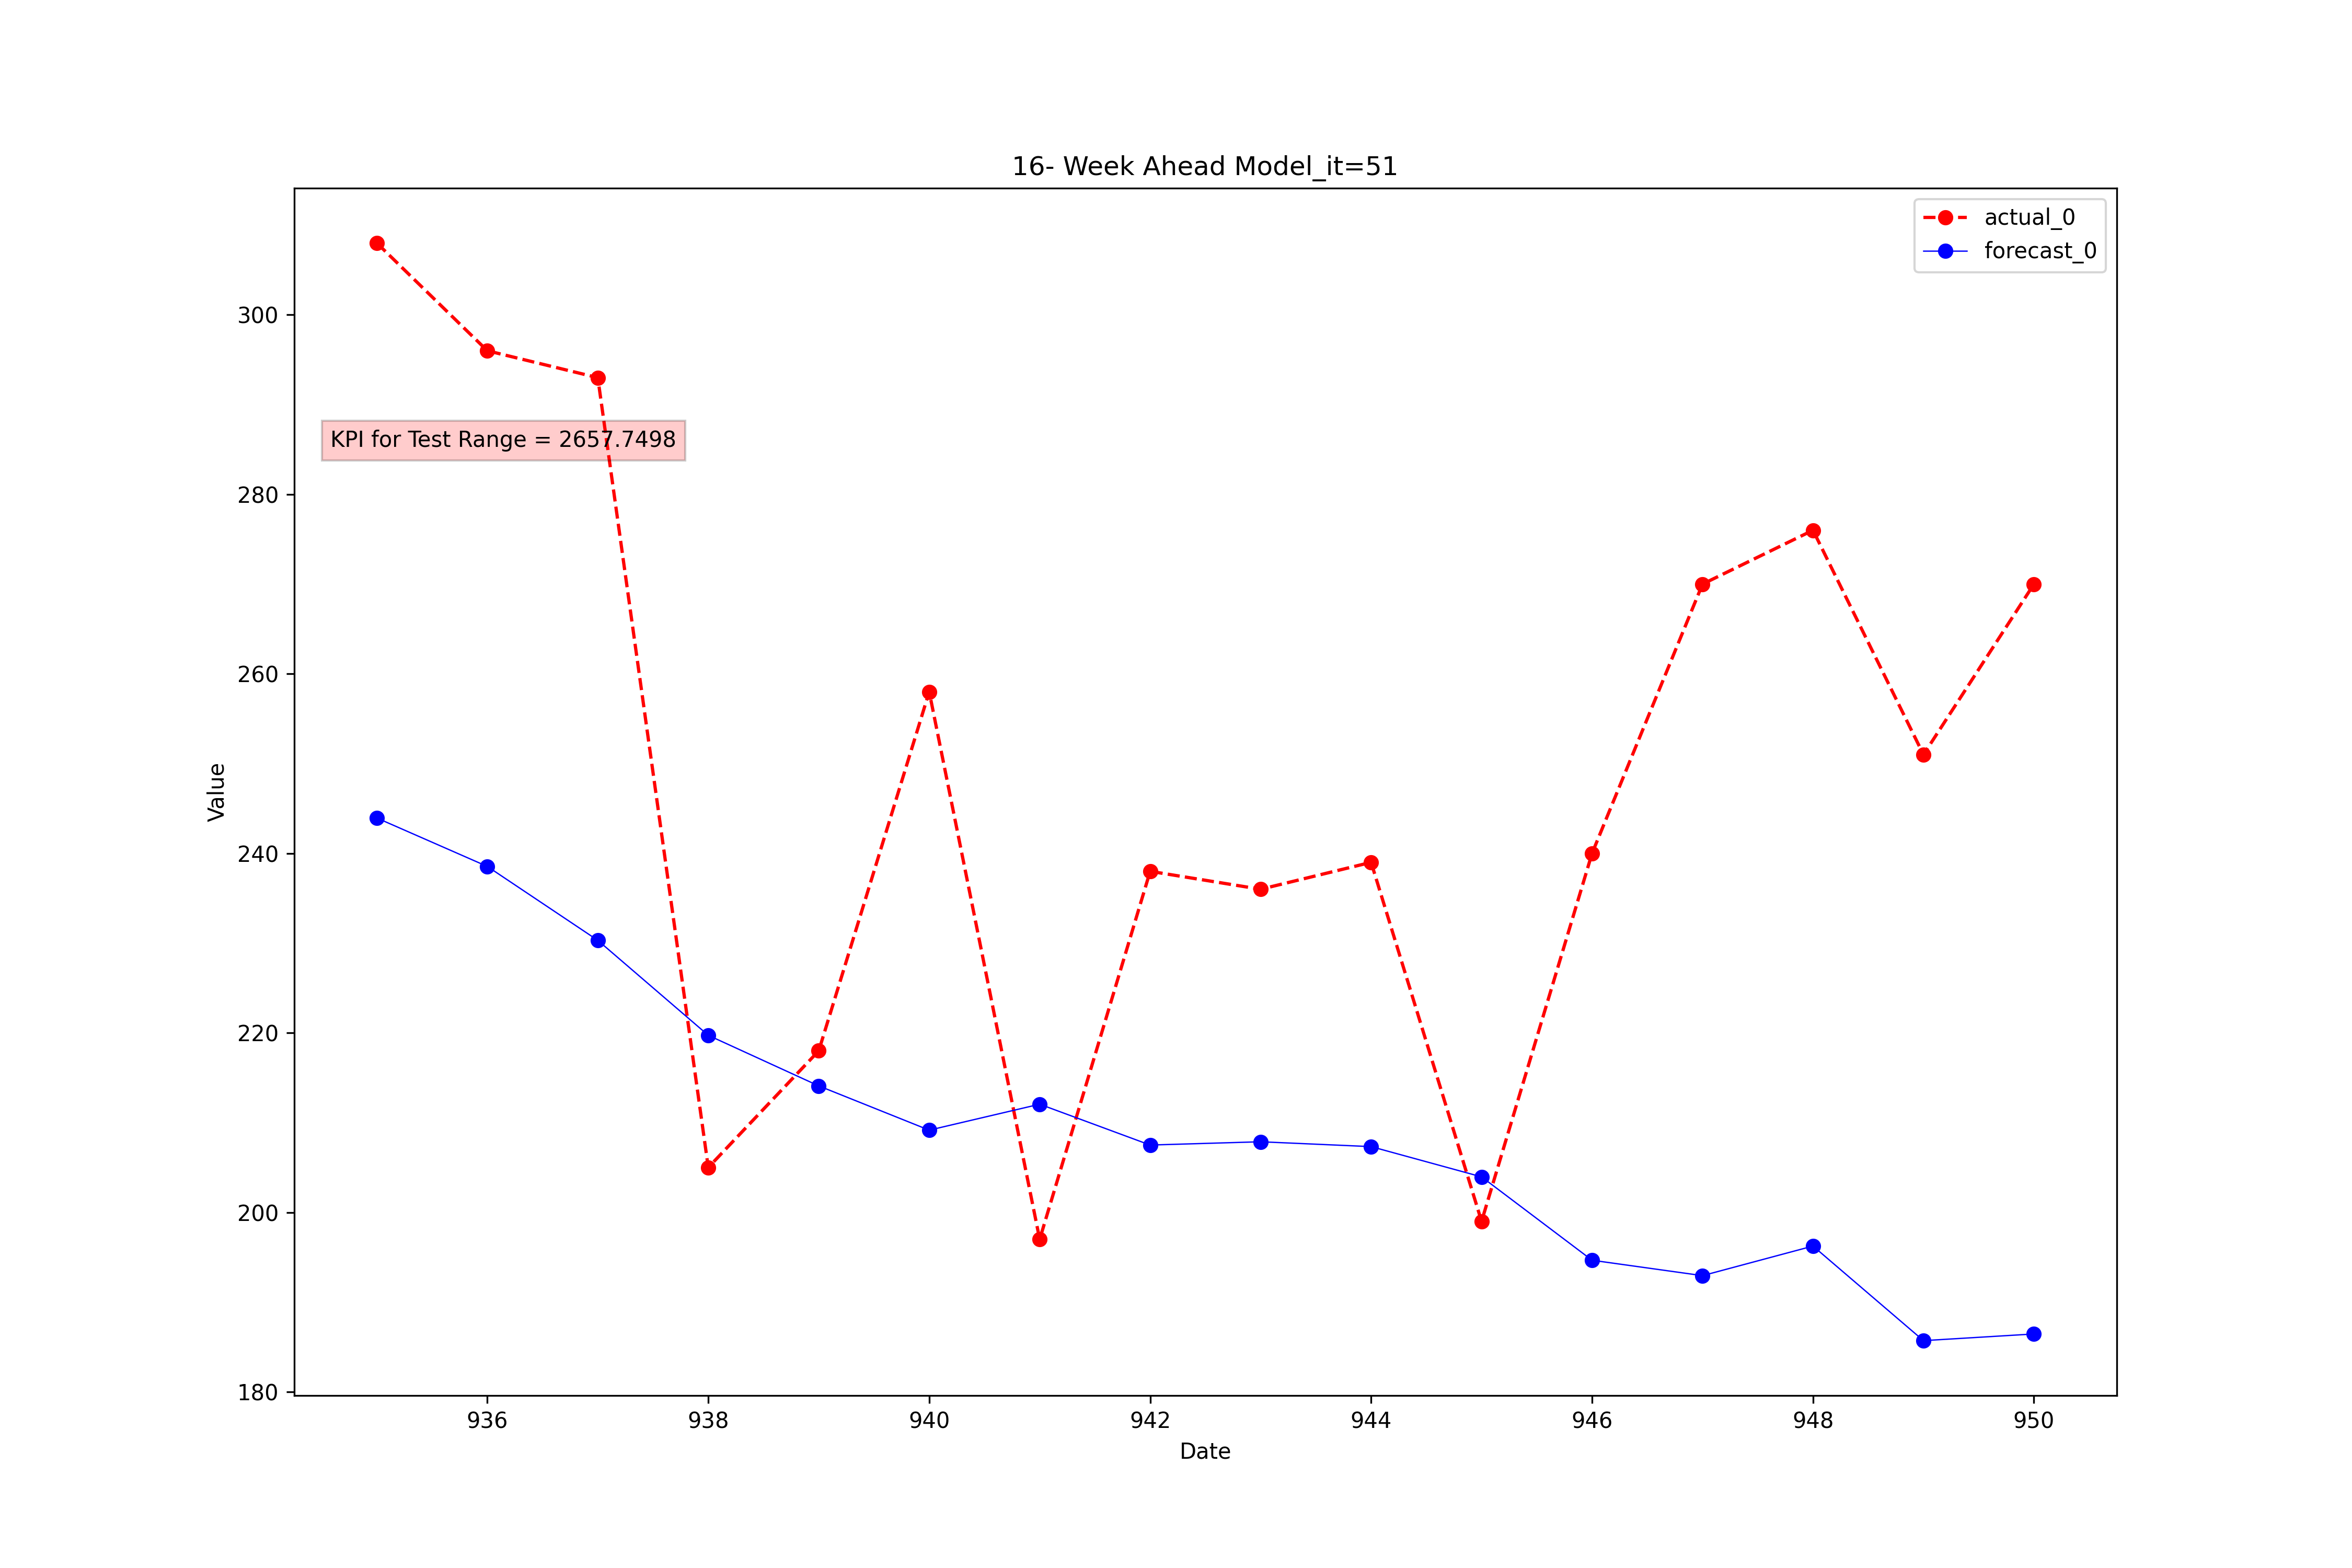 16- Week Ahead Model_it=51
actual_0
forecast_0
KPI for Test Range = 2657.7498
Value
300
280
260
240
220
200
180
936 938 940 942 944 946 948 950
Date